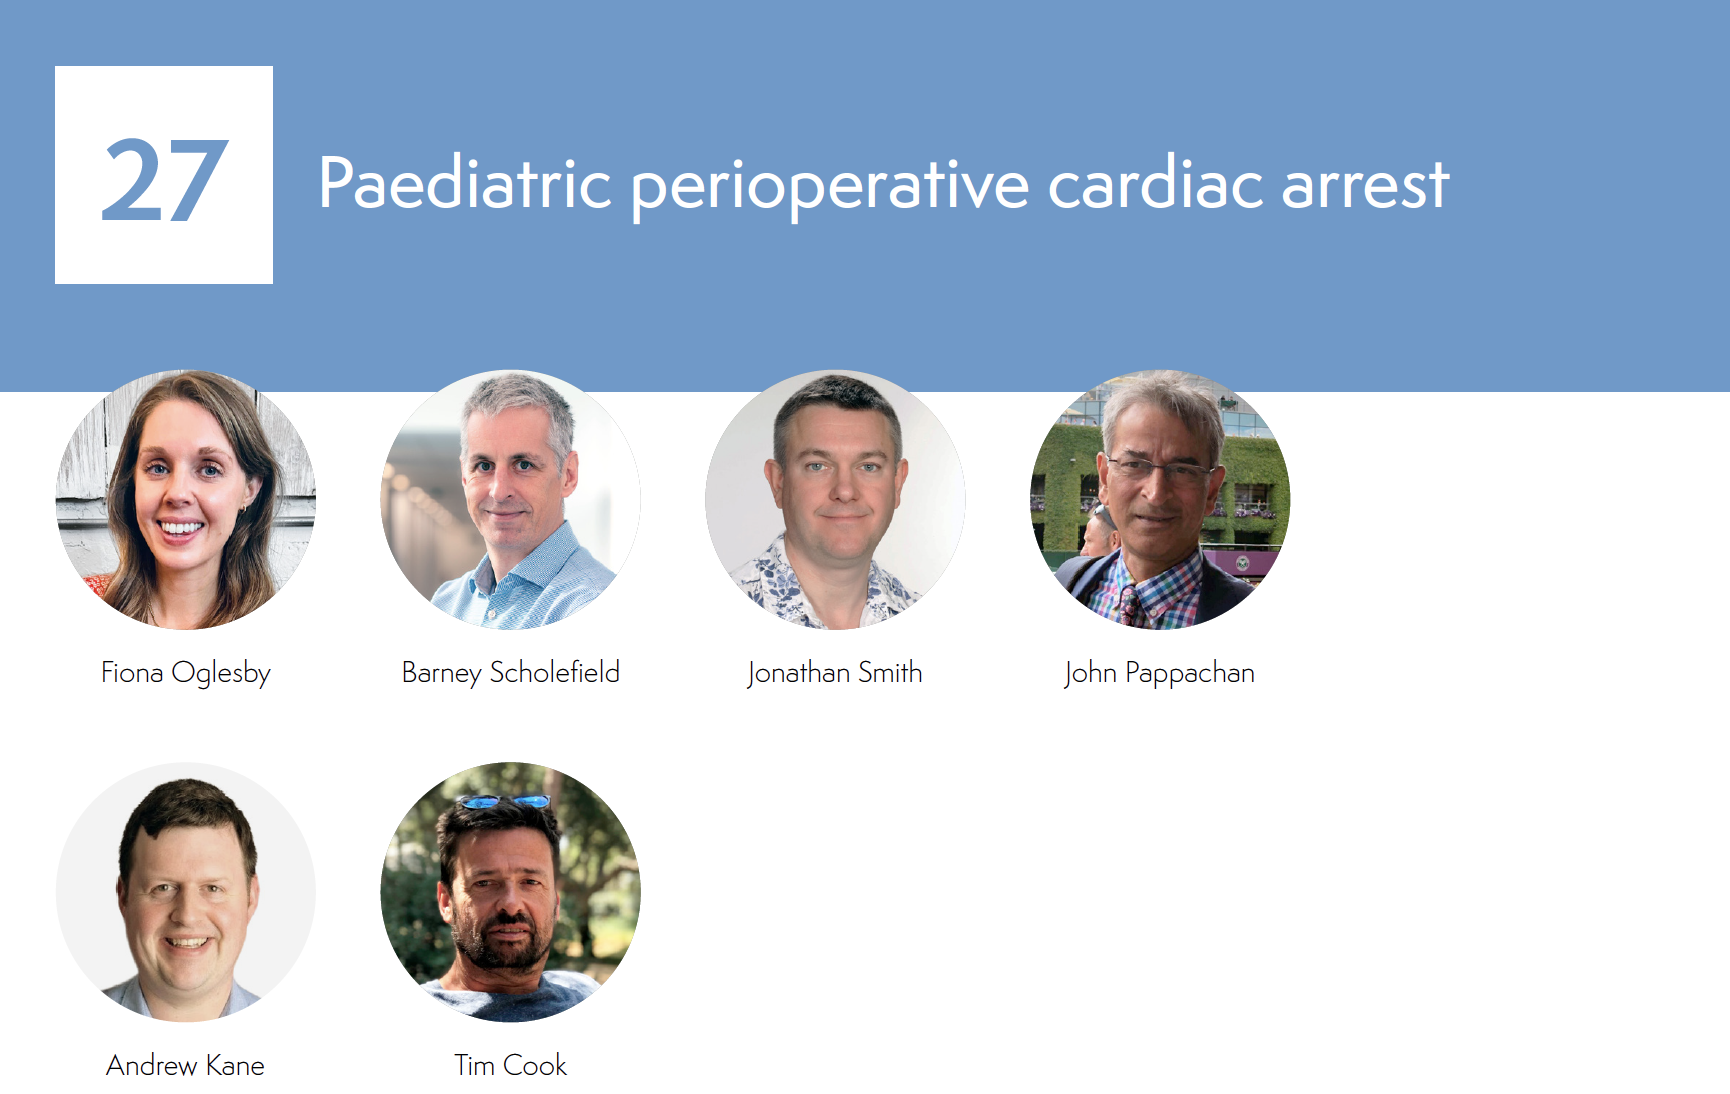 27
Paediatric perioperative cardiac arrest
Fiona Oglesby
Barney Scholefield
Jonathan Smith
John Pappachan
Andrew Kane
Tim Cook